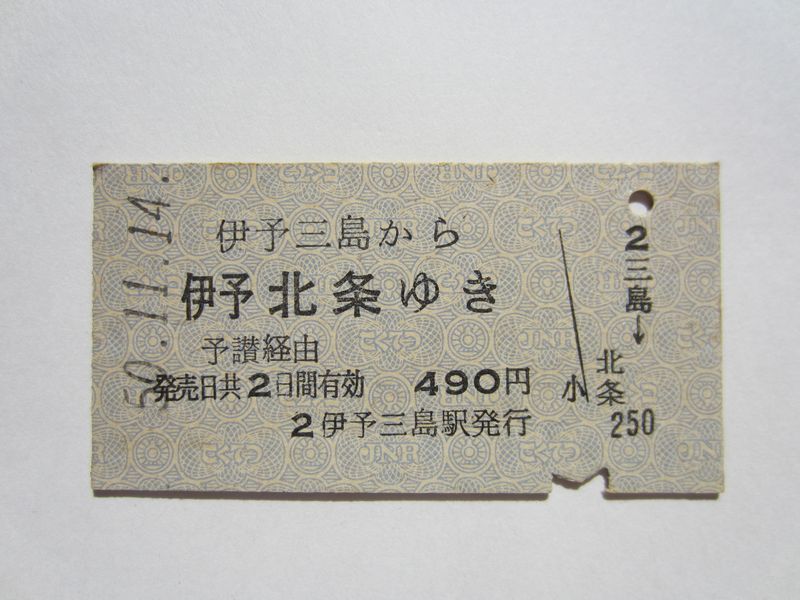 50.11.14.
伊予三島から
伊予北条ゆき
予讃経由
発売日共2日間有効 490円
2伊予三島駅発行
小
2三島→北条
250